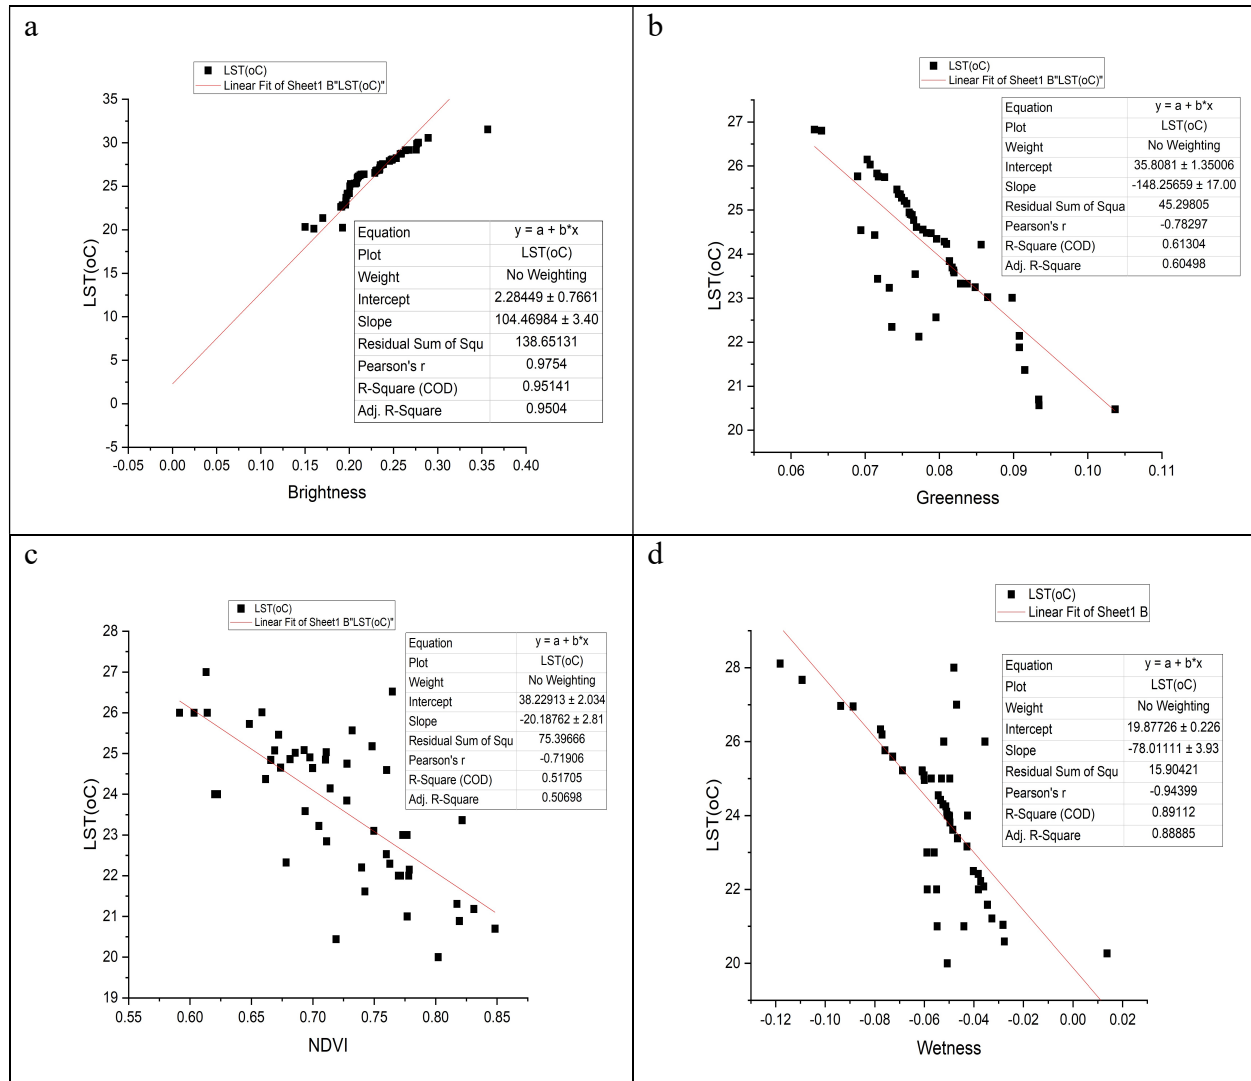 a
LST(oC)
Linear Fit of Sheet1 B"LST(oC)"
35
30
25
20
15
10
5
0
-5
LST(oC)
Equation y = a + b*x
Plot LST(oC)
Weight No Weighting
Intercept 2.28449 ± 0.7661
Slope 104.46984 ± 3.40
Residual Sum of Squ 138.65131
Pearson's r 0.9754
R-Square (COD) 0.95141
Adj. R-Square 0.9504
-0.05 0.00 0.05 0.10 0.15 0.20 0.25 0.30 0.35 0.40
Brightness
b
LST(oC)
Linear Fit of Sheet1 B"LST(oC)"
27
26
25
24
23
22
21
20
LST(oC)
Equation y = a + b*x
Plot LST(oC)
Weight No Weighting
Intercept 35.8081 ± 1.35006
Slope -148.25659 ± 17.00
Residual Sum of Squa 45.29805
Pearson's r -0.78297
R-Square (COD) 0.61304
Adj. R-Square 0.60498
0.06 0.07 0.08 0.09 0.10 0.11
Greenness
c
LST(oC)
Linear Fit of Sheet1 B"LST(oC)"
28
27
26
25
24
23
22
21
20
19
LST(oC)
Equation y = a + b*x
Plot LST(oC)
Weight No Weighting
Intercept 38.22913 ± 2.034
Slope -20.18762 ± 2.81
Residual Sum of Squ 75.39666
Pearson's r -0.71906
R-Square (COD) 0.51705
Adj. R-Square 0.50698
0.55 0.60 0.65 0.70 0.75 0.80 0.85
NDVI
d
LST(oC)
Linear Fit of Sheet1 B
28
26
24
22
20
LST(oC)
Equation y = a + b*x
Plot LST(oC)
Weight No Weighting
Intercept 19.87726 ± 0.226
Slope -78.01111 ± 3.93
Residual Sum of Squ 15.90421
Pearson's r -0.94399
R-Square (COD) 0.89112
Adj. R-Square 0.88885
-0.12 -0.10 -0.08 -0.06 -0.04 -0.02 0.00 0.02
Wetness